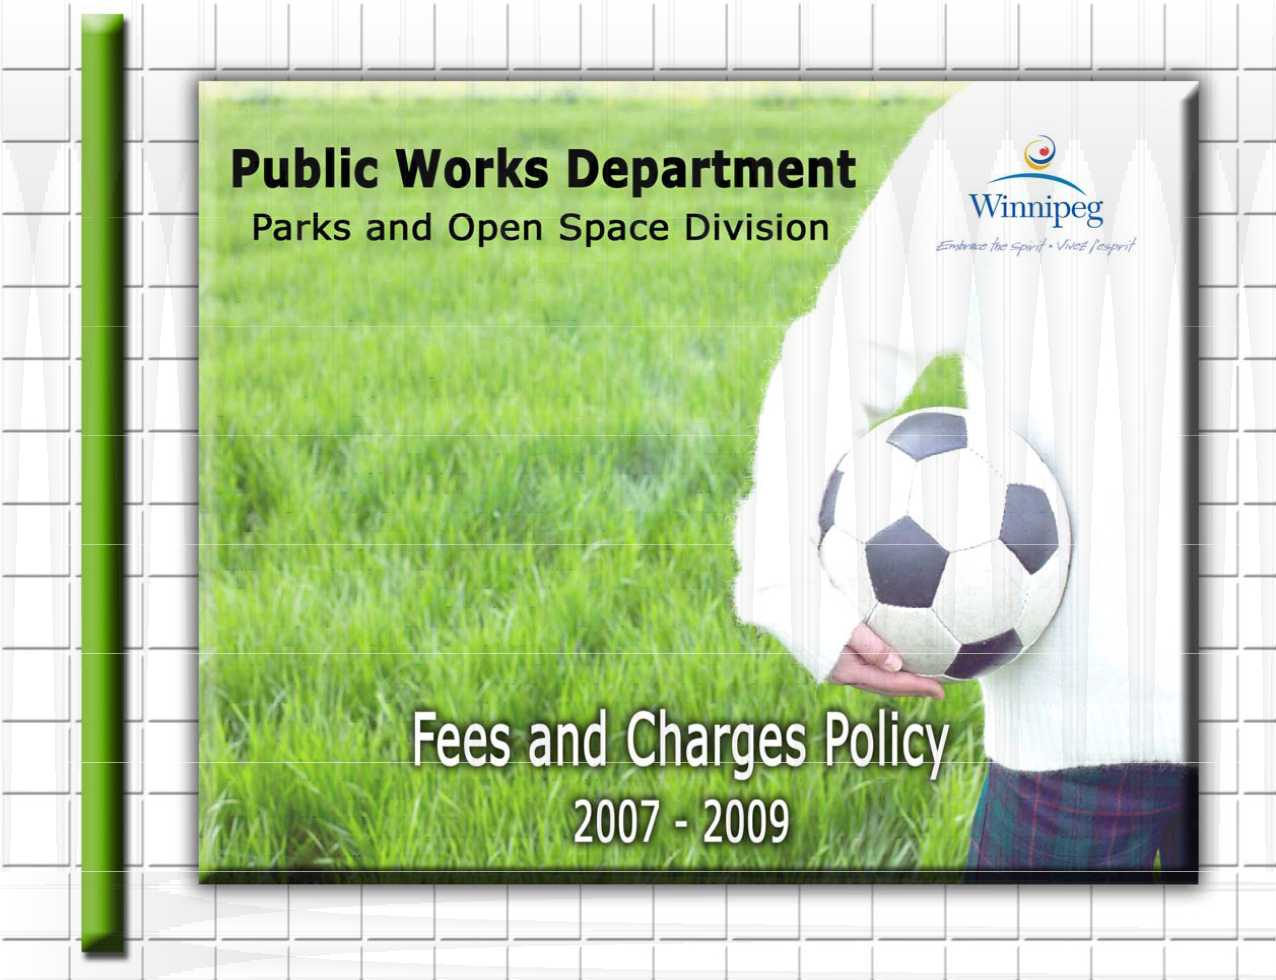 Public Works Department
Parks and Open Space Division
Winnipeg
Embrace the Spirit • Vivez l'esprit
Fees and Charges Policy
2007 - 2009